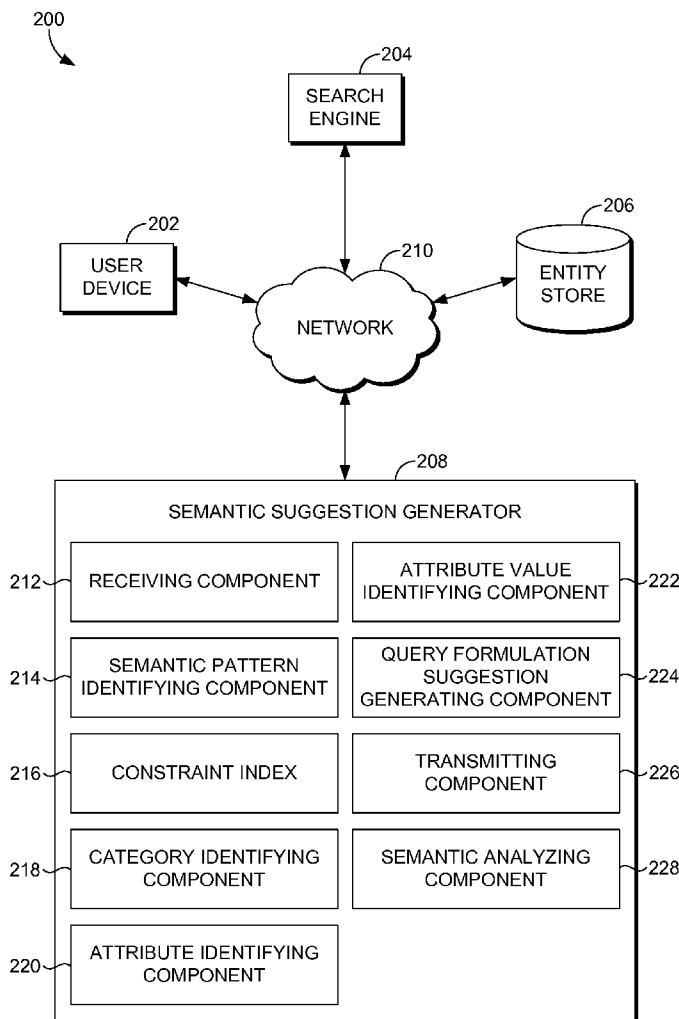 200
204
SEARCH
ENGINE
202
USER
DEVICE
210
NETWORK
206
ENTITY
STORE
208
SEMANTIC SUGGESTION GENERATOR
212
RECEIVING COMPONENT
ATTRIBUTE VALUE
IDENTIFYING COMPONENT
222
214
SEMANTIC PATTERN
IDENTIFYING COMPONENT
QUERY FORMULATION
SUGGESTION
GENERATING COMPONENT
224
216
CONSTRAINT INDEX
TRANSMITTING
COMPONENT
226
218
CATEGORY IDENTIFYING
COMPONENT
SEMANTIC ANALYZING
COMPONENT
228
220
ATTRIBUTE IDENTIFYING
COMPONENT